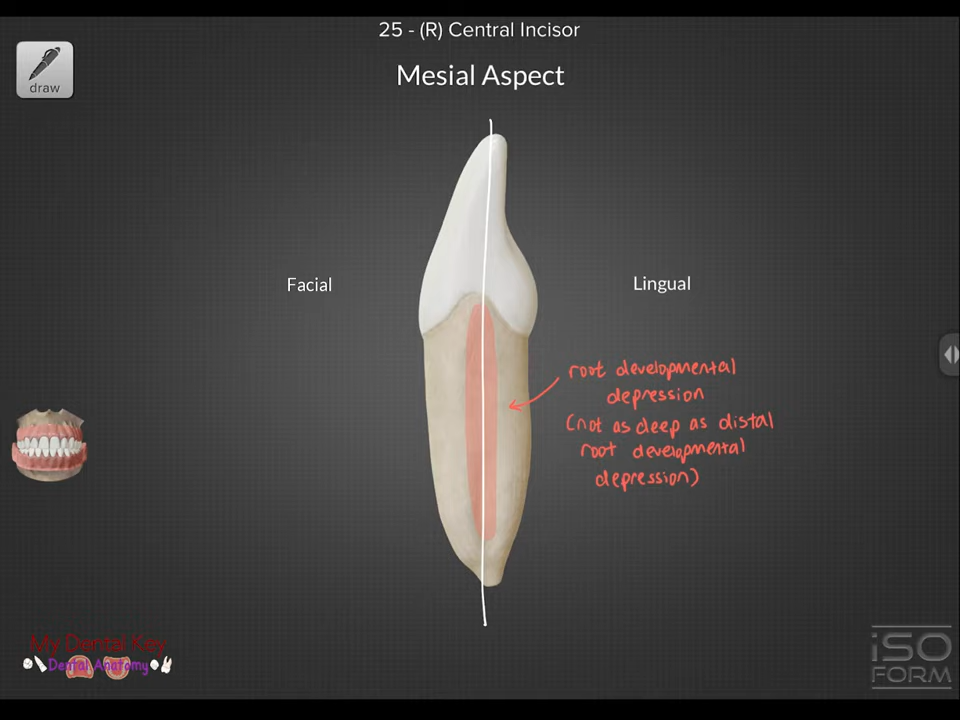 25 - (R) Central Incisor
draw
Mesial Aspect
Facial
Lingual
root developmental
depression
(not as deep as distal
root developmental
depression)
My Dental Key
Dental Anatomy
iSO
FORM